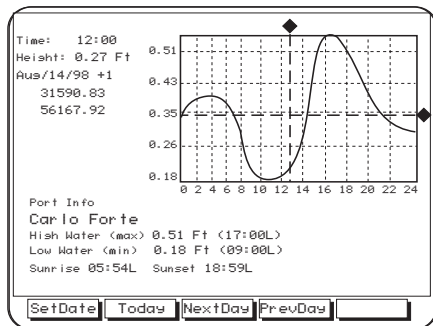 Time: 12:00
Height: 0.27 Ft
Aug/14/98 +1
31590.83
56167.92
0.51
0.43
0.35
0.26
0.18
0 2 4 6 8 10 12 14 16 18 20 22 24
Port Info
Carlo Forte
High Water (max) 0.51 Ft (17:00L)
Low Water (min) 0.18 Ft (09:00L)
Sunrise 05:54L Sunset 18:59L
SetDate Today NextDay PrevDay